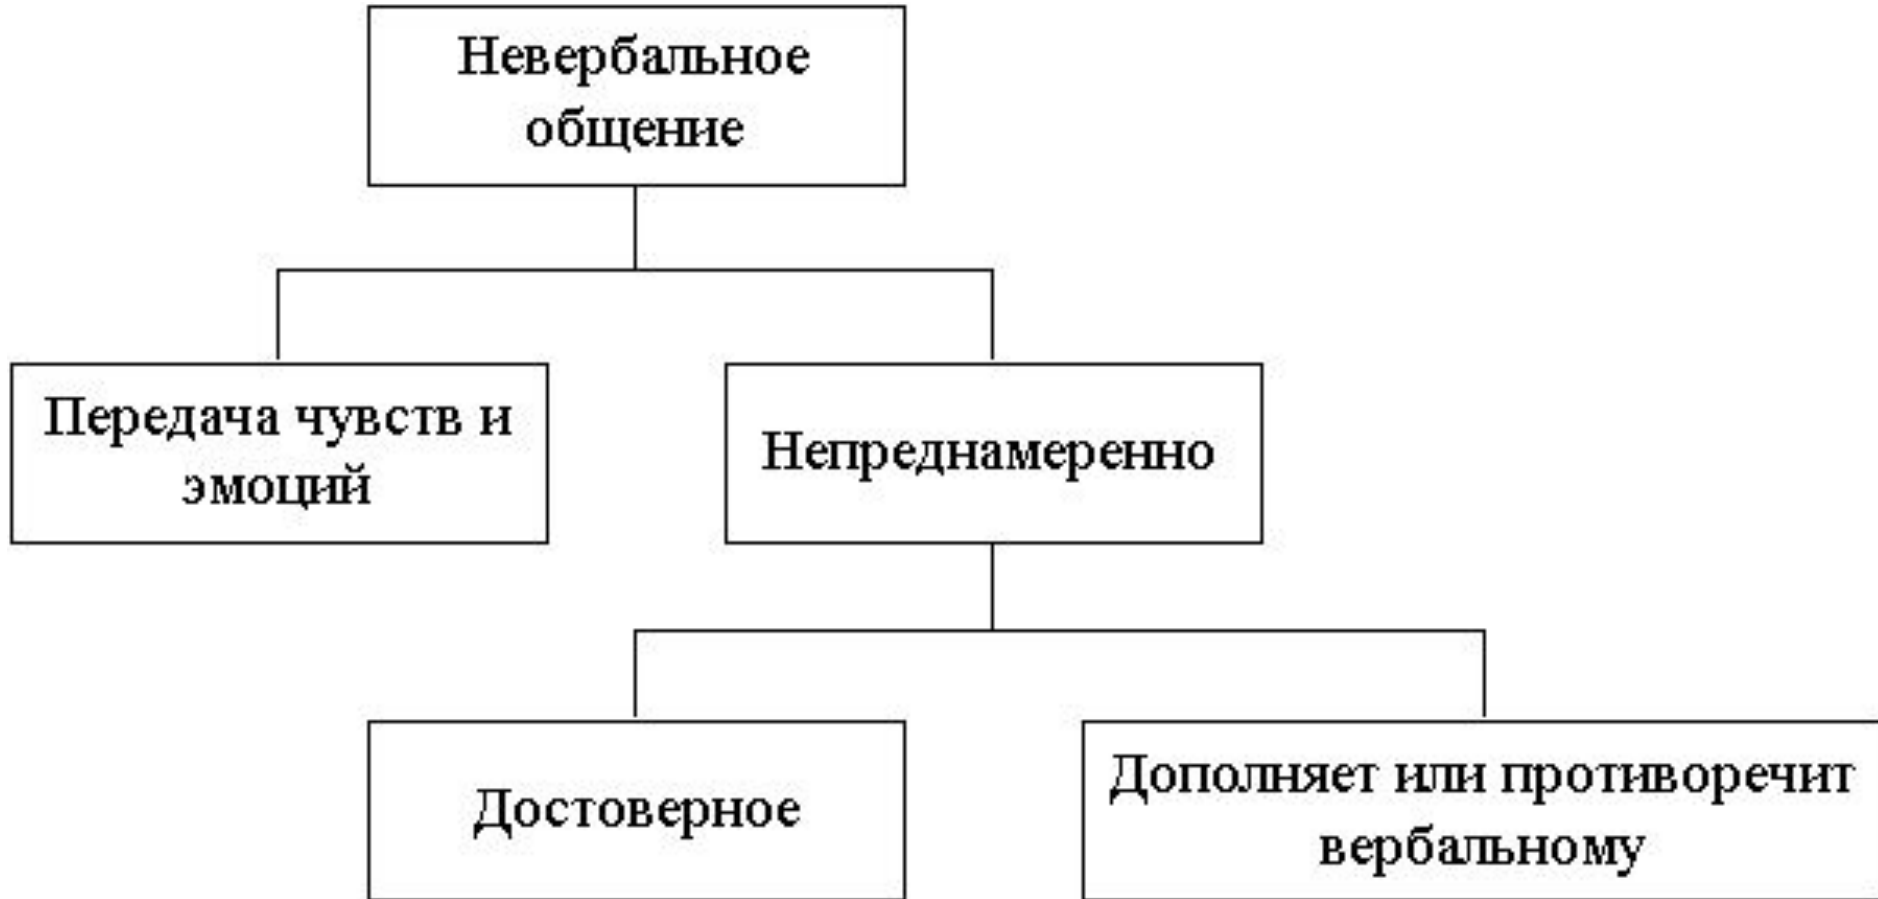 Невербальное
общение
Передача чувств и
эмоций
Непреднамеренно
Достоверное
Дополняет или противоречит
вербальному